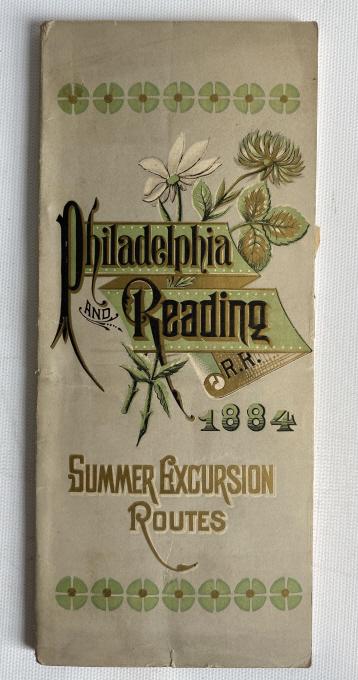 Philadelphia
AND Reading
R.R.
1884
SUMMER EXCURSION
ROUTES